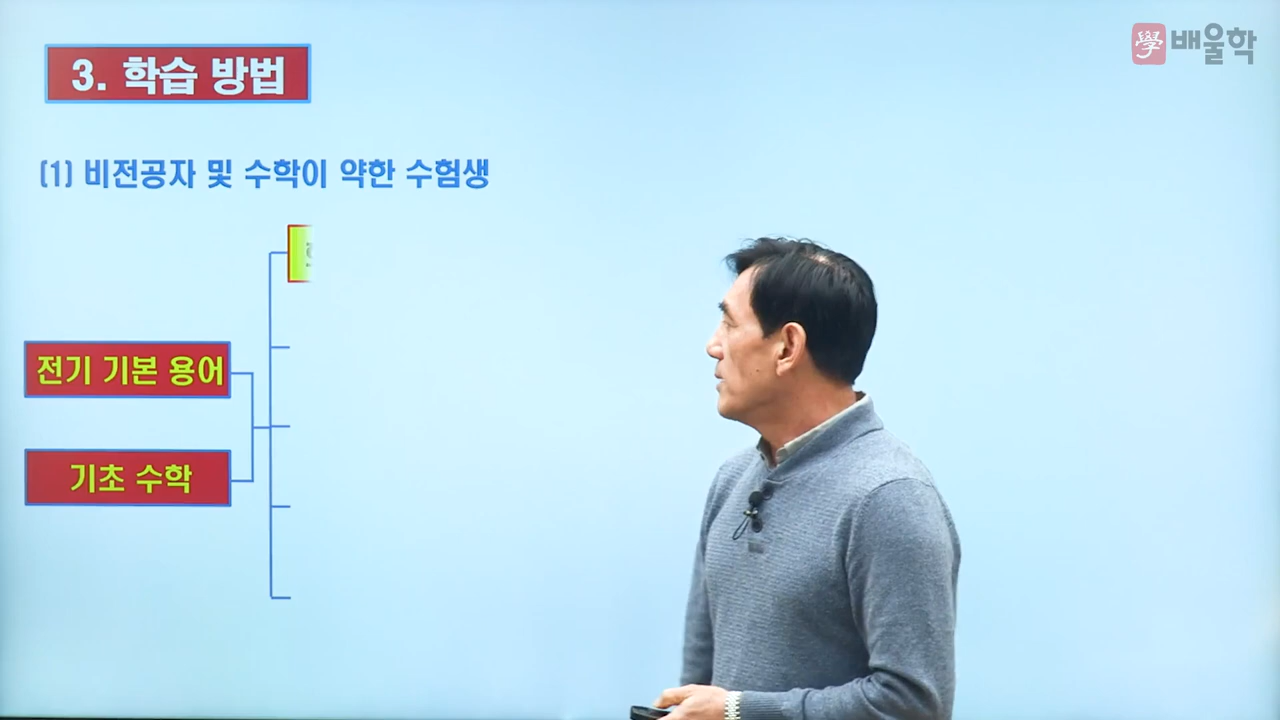 3. 학습 방법
學 배울학
(1) 비전공자 및 수학이 약한 수험생
전기 기본 용어
기초 수학